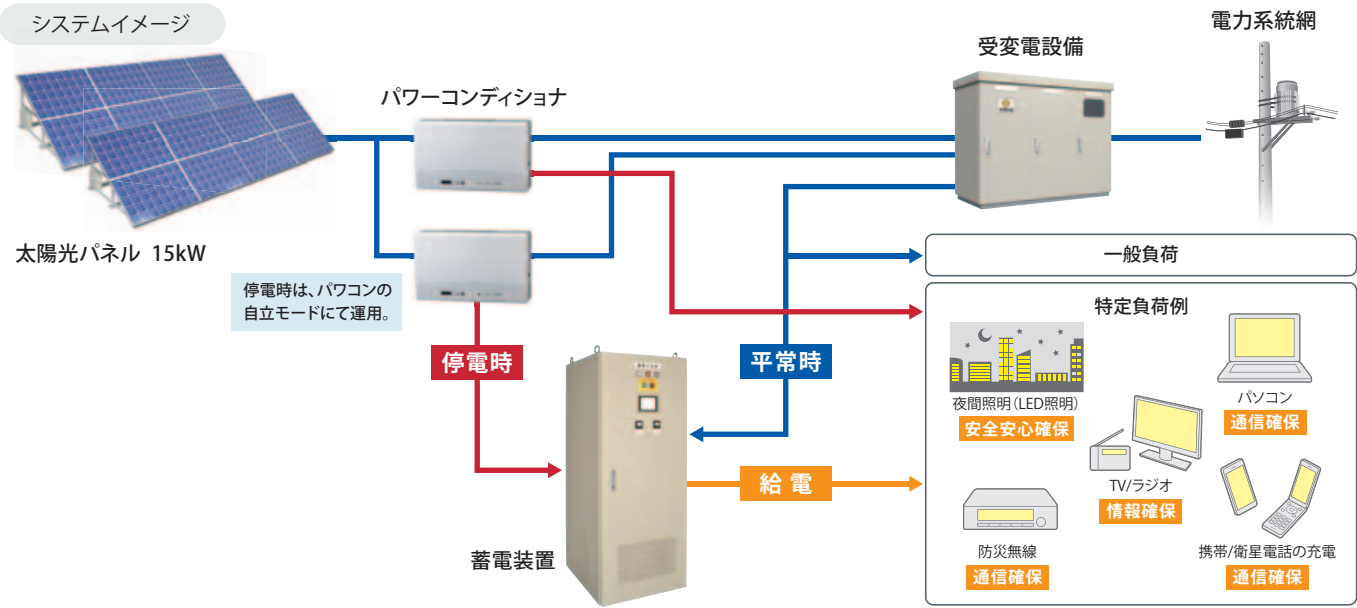 システムイメージ
電力系統網
受変電設備
パワーコンディショナ
太陽光パネル 15kW
停電時は、パワコンの
自立モードにて運用。
一般負荷
特定負荷例
停電時
平常時
夜間照明(LED照明)
安全安心確保
パソコン
通信確保
TV/ラジオ
情報確保
給電
防災無線
通信確保
携帯/衛星電話の充電
通信確保
蓄電装置